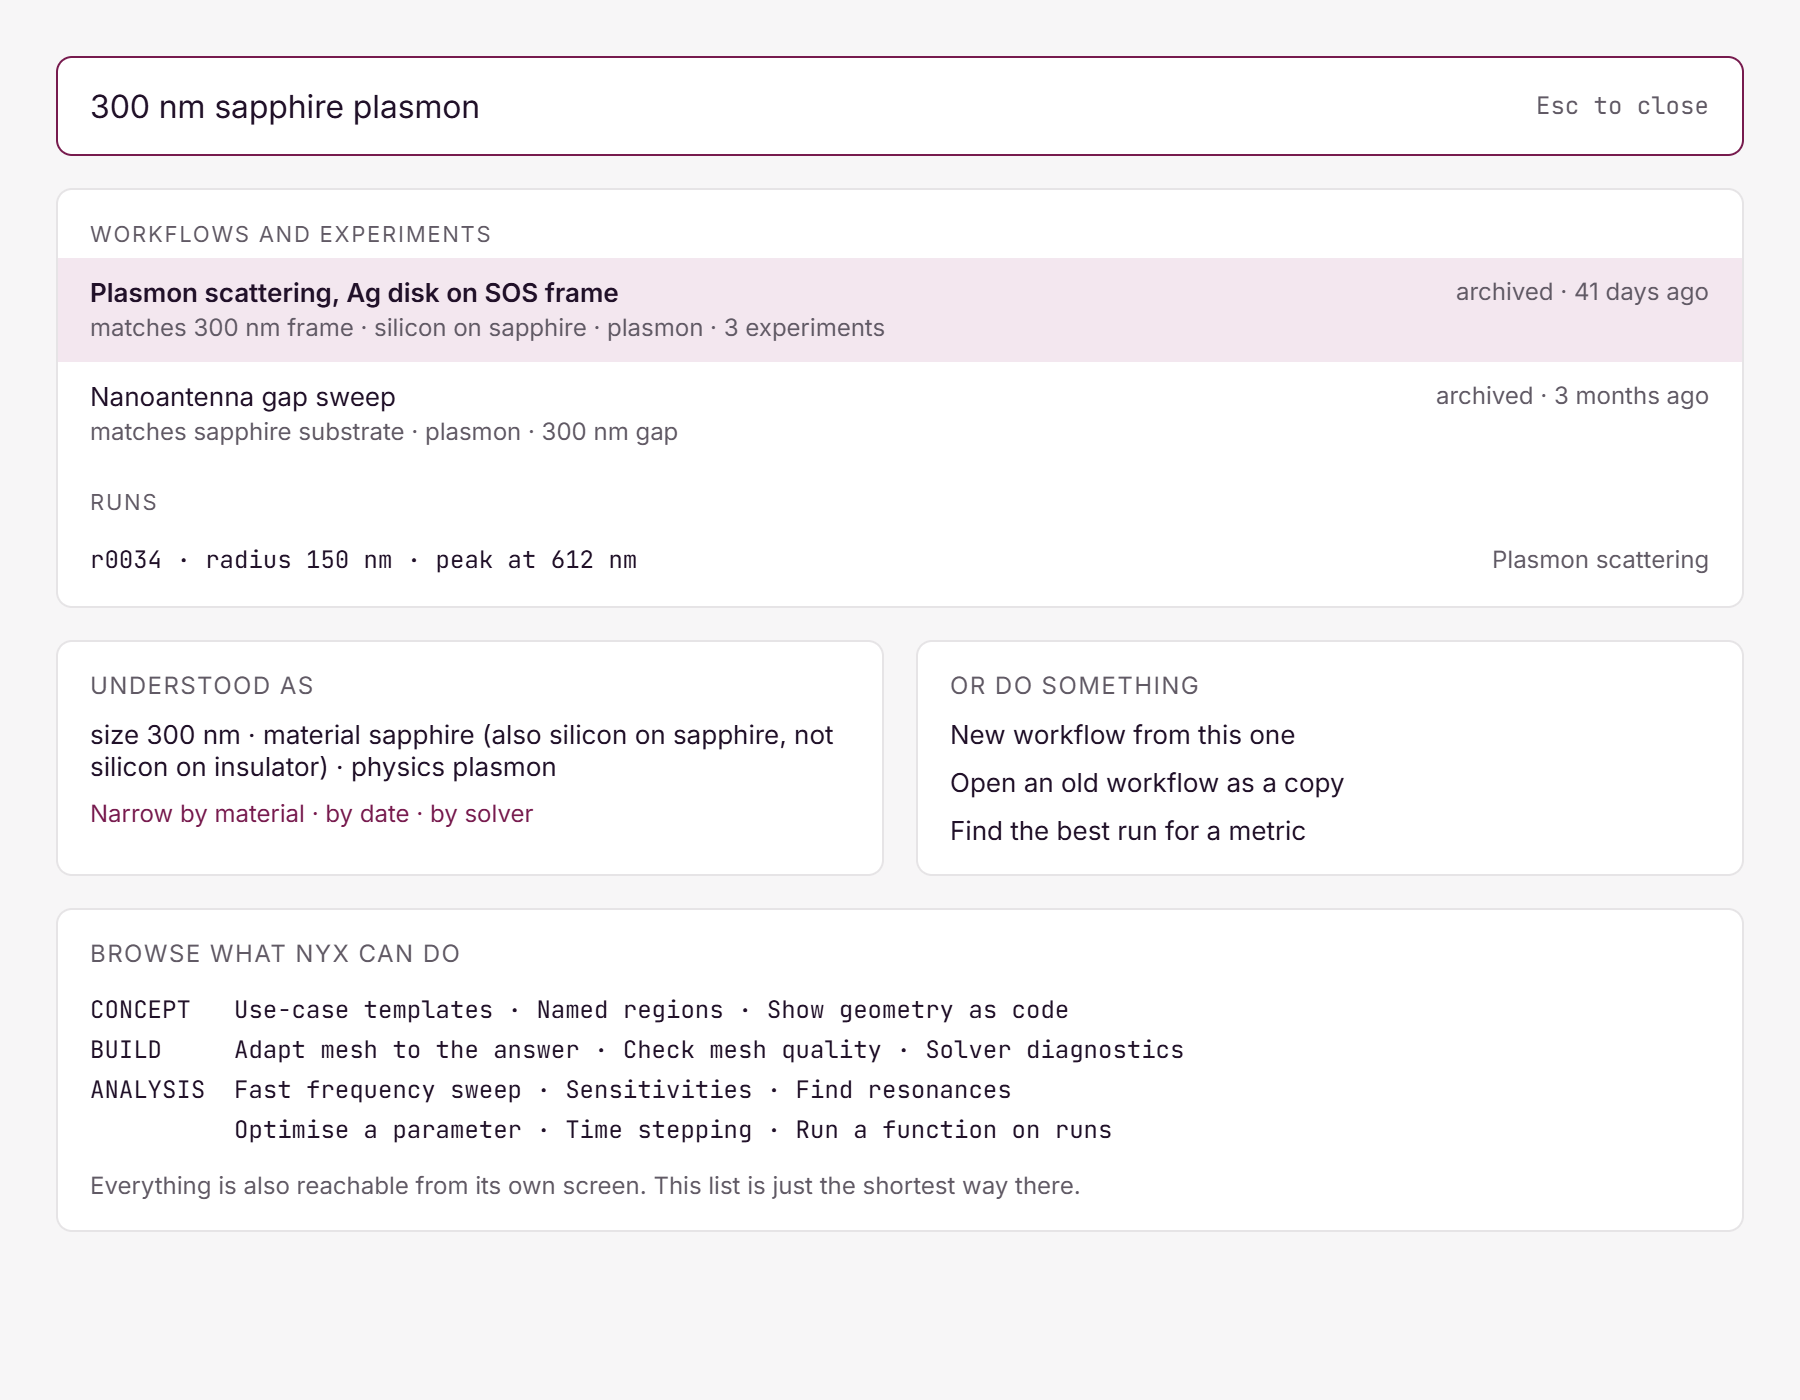 300 nm sapphire plasmon
Esc to close
WORKFLOWS AND EXPERIMENTS
Plasmon scattering, Ag disk on SOS frame
archived · 41 days ago
matches 300 nm frame · silicon on sapphire · plasmon · 3 experiments
Nanoantenna gap sweep
archived · 3 months ago
matches sapphire substrate · plasmon · 300 nm gap
RUNS
r0034 · radius 150 nm · peak at 612 nm
Plasmon scattering
UNDERSTOOD AS
size 300 nm · material sapphire (also silicon on sapphire, not
silicon on insulator) · physics plasmon
Narrow by material · by date · by solver
OR DO SOMETHING
New workflow from this one
Open an old workflow as a copy
Find the best run for a metric
BROWSE WHAT NYX CAN DO
CONCEPT Use-case templates · Named regions · Show geometry as code
BUILD Adapt mesh to the answer · Check mesh quality · Solver diagnostics
ANALYSIS Fast frequency sweep · Sensitivities · Find resonances
Optimise a parameter · Time stepping · Run a function on runs
Everything is also reachable from its own screen. This list is just the shortest way there.